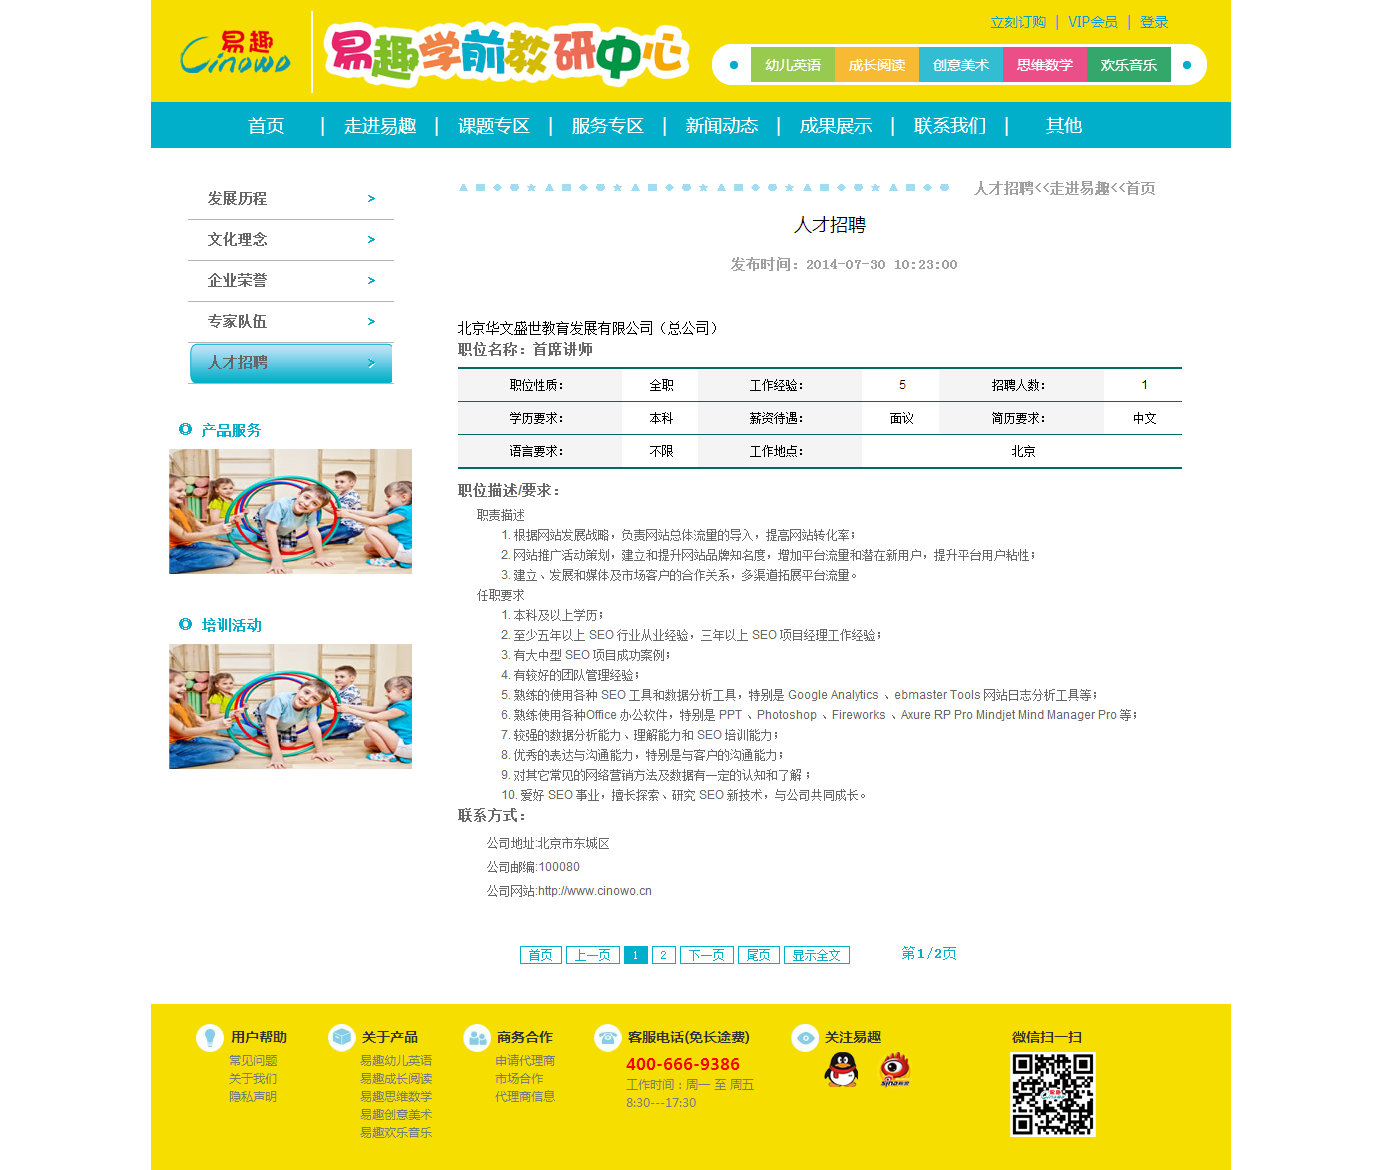 立刻订购 | VIP会员 | 登录
易趣
Cinowo
易趣学前教研中心
幼儿英语 成长阅读 创意美术 思维数学 欢乐音乐
首页 | 走进易趣 | 课题专区 | 服务专区 | 新闻动态 | 成果展示 | 联系我们 | 其他
发展历程 >
文化理念 >
企业荣誉 >
专家队伍 >
人才招聘 >
产品服务
培训活动
人才招聘<<走进易趣<<首页
人才招聘
发布时间：2014-07-30 10:23:00
北京华文盛世教育发展有限公司（总公司）
职位名称：首席讲师
职位性质： 全职 工作经验： 5 招聘人数： 1
学历要求： 本科 薪资待遇： 面议 简历要求： 中文
语言要求： 不限 工作地点： 北京
职位描述/要求：
职责描述
1. 根据网站发展战略，负责网站总体流量的导入，提高网站转化率；
2. 网站推广活动策划，建立和提升网站品牌知名度，增加平台流量和潜在新用户，提升平台用户粘性；
3. 建立、发展和媒体及市场客户的合作关系，多渠道拓展平台流量。
任职要求
1. 本科及以上学历；
2. 至少五年以上 SEO 行业从业经验，三年以上 SEO 项目经理工作经验；
3. 有大中型 SEO 项目成功案例；
4. 有较好的团队管理经验；
5. 熟练的使用各种 SEO 工具和数据分析工具，特别是 Google Analytics 、ebmaster Tools 网站日志分析工具等；
6. 熟练使用各种Office 办公软件，特别是 PPT 、Photoshop 、Fireworks 、Axure RP Pro Mindjet Mind Manager Pro 等；
7. 较强的数据分析能力、理解能力和 SEO 培训能力；
8. 优秀的表达与沟通能力，特别是与客户的沟通能力；
9. 对其它常见的网络营销方法及数据有一定的认知和了解；
10. 爱好 SEO 事业，擅长探索、研究 SEO 新技术，与公司共同成长。
联系方式：
公司地址:北京市东城区
公司邮编:100080
公司网站:http://www.cinowo.cn
首页 上一页 1 2 下一页 尾页 显示全文 第1/2页
用户帮助
常见问题
关于我们
隐私声明
关于产品
易趣幼儿英语
易趣成长阅读
易趣思维数学
易趣创意美术
易趣欢乐音乐
商务合作
申请代理商
市场合作
代理商信息
客服电话(免长途费)
400-666-9386
工作时间：周一 至 周五
8:30---17:30
关注易趣
sina
微信扫一扫